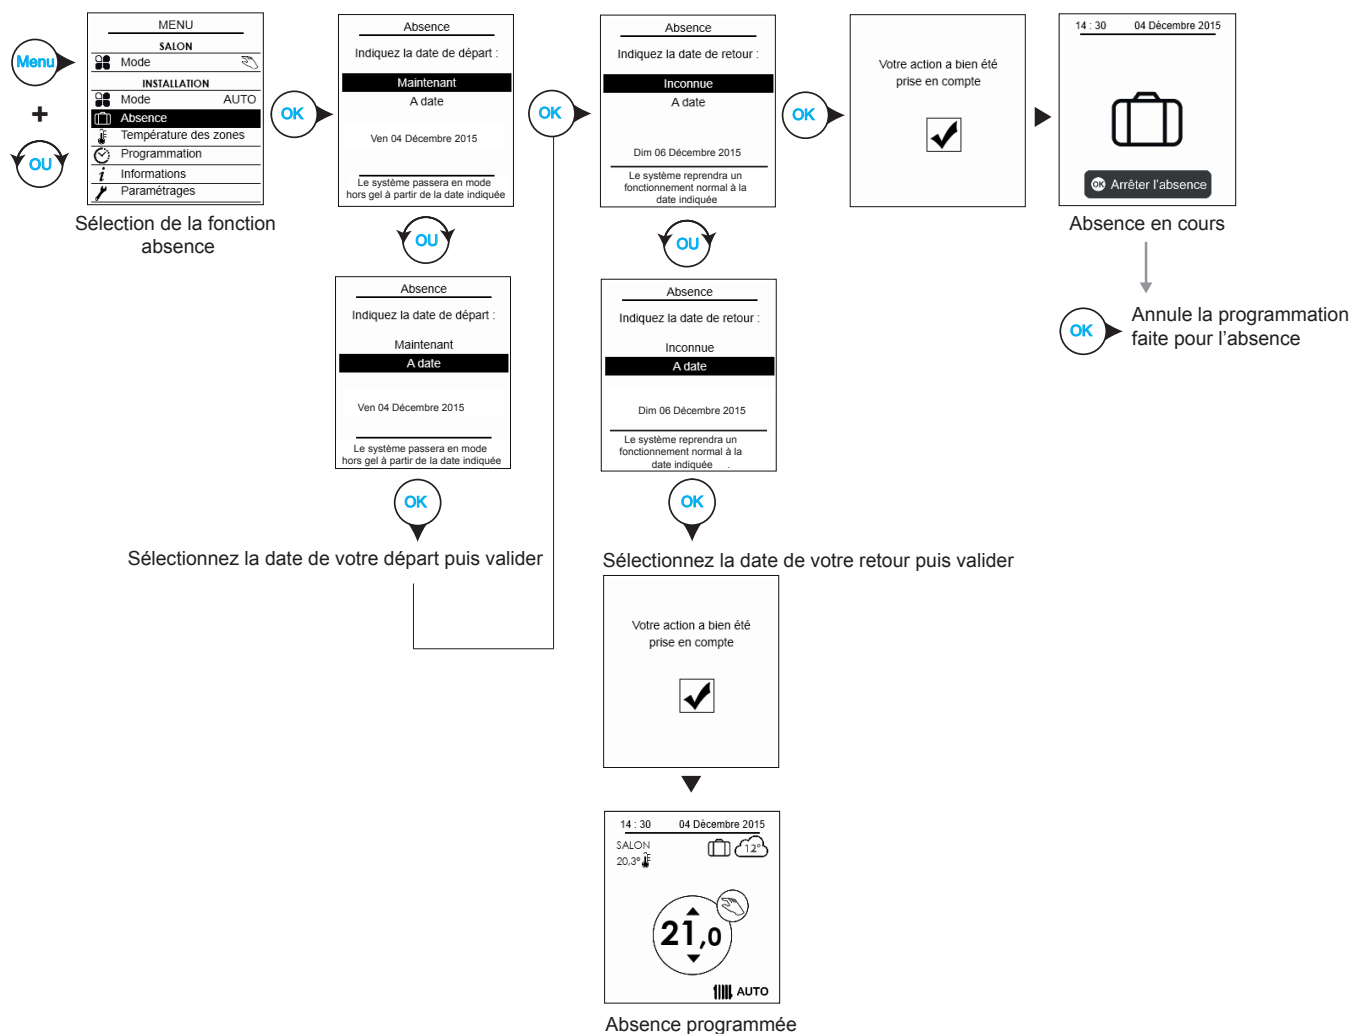 Menu
+
OU
MENU
SALON
Mode
INSTALLATION
Mode AUTO
Absence
Température des zones
Programmation
i Informations
Paramétrages
Sélection de la fonction
absence
OK
Absence
Indiquez la date de départ :
Maintenant
A date
Ven 04 Décembre 2015
Le système passera en mode
hors gel à partir de la date indiquée
OU
Absence
Indiquez la date de départ :
Maintenant
A date
Ven 04 Décembre 2015
Le système passera en mode
hors gel à partir de la date indiquée
OK
Sélectionnez la date de votre départ puis valider
OK
Absence
Indiquez la date de retour :
Inconnue
A date
Dim 06 Décembre 2015
Le système reprendra un
fonctionnement normal à la
date indiquée
OU
Absence
Indiquez la date de retour :
Inconnue
A date
Dim 06 Décembre 2015
Le système reprendra un
fonctionnement normal à la
date indiquée .
OK
Sélectionnez la date de votre retour puis valider
Votre action a bien été
prise en compte
14 : 30 04 Décembre 2015
SALON
20,3°
12°
21,0
AUTO
Absence programmée
OK
Votre action a bien été
prise en compte
14 : 30 04 Décembre 2015
OK Arrêter l'absence
Absence en cours
OK
Annule la programmation
faite pour l'absence